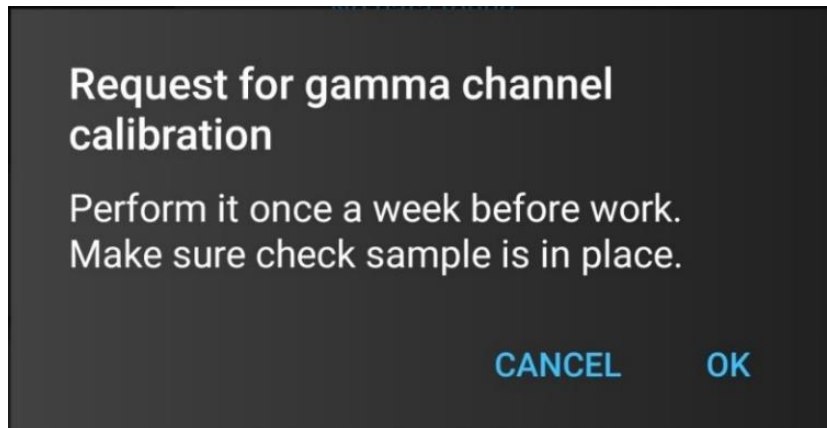 Request for gamma channel
calibration
Perform it once a week before work.
Make sure check sample is in place.
CANCEL OK